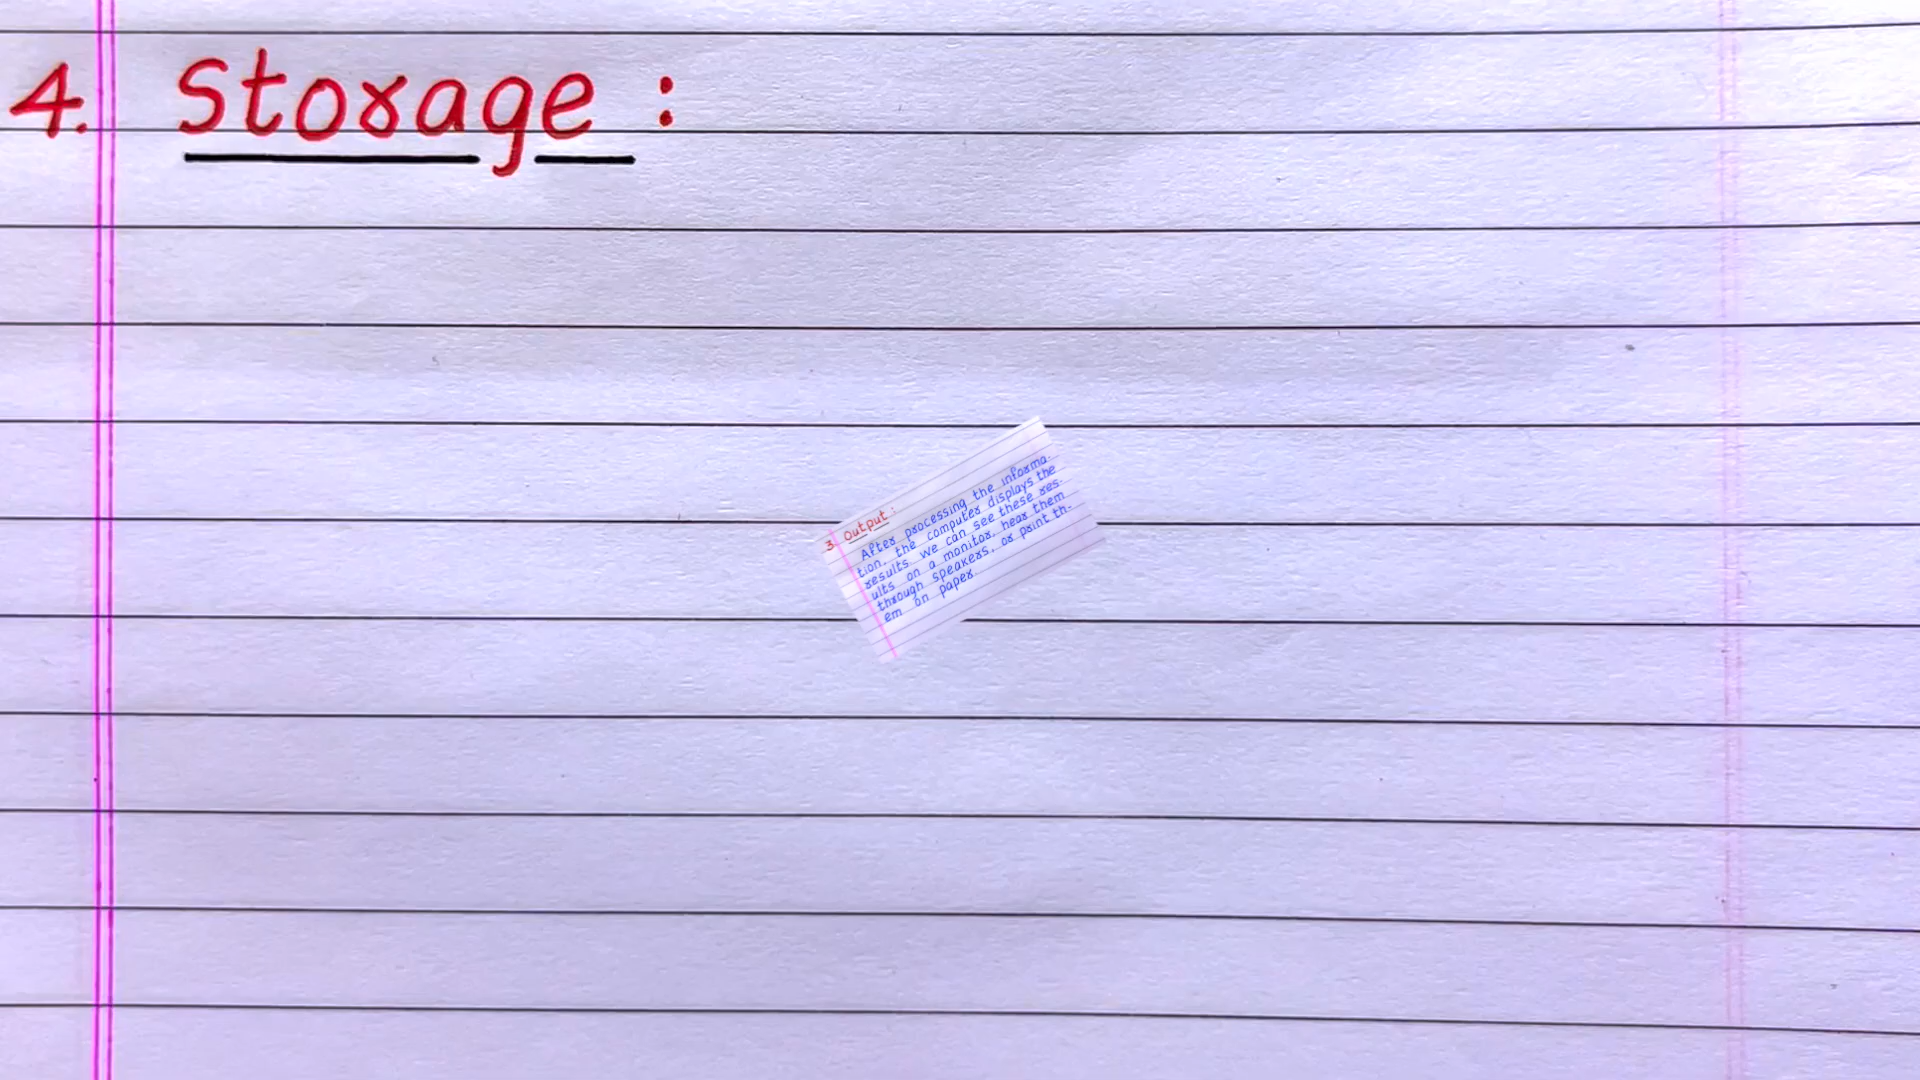 4. Storage :
3. Output :
After processing the informa-
tion, the computer displays the
results we can see these res-
ults on a monitor, hear them
through speakers, or print th-
em on paper.